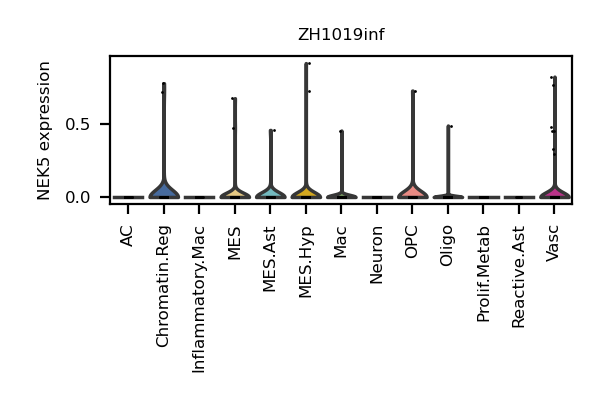 ZH1019inf
NEK5 expression
0.5
0.0
AC
Chromatin.Reg
Inflammatory.Mac
MES
MES.Ast
MES.Hyp
Mac
Neuron
OPC
Oligo
Prolif.Metab
Reactive.Ast
Vasc